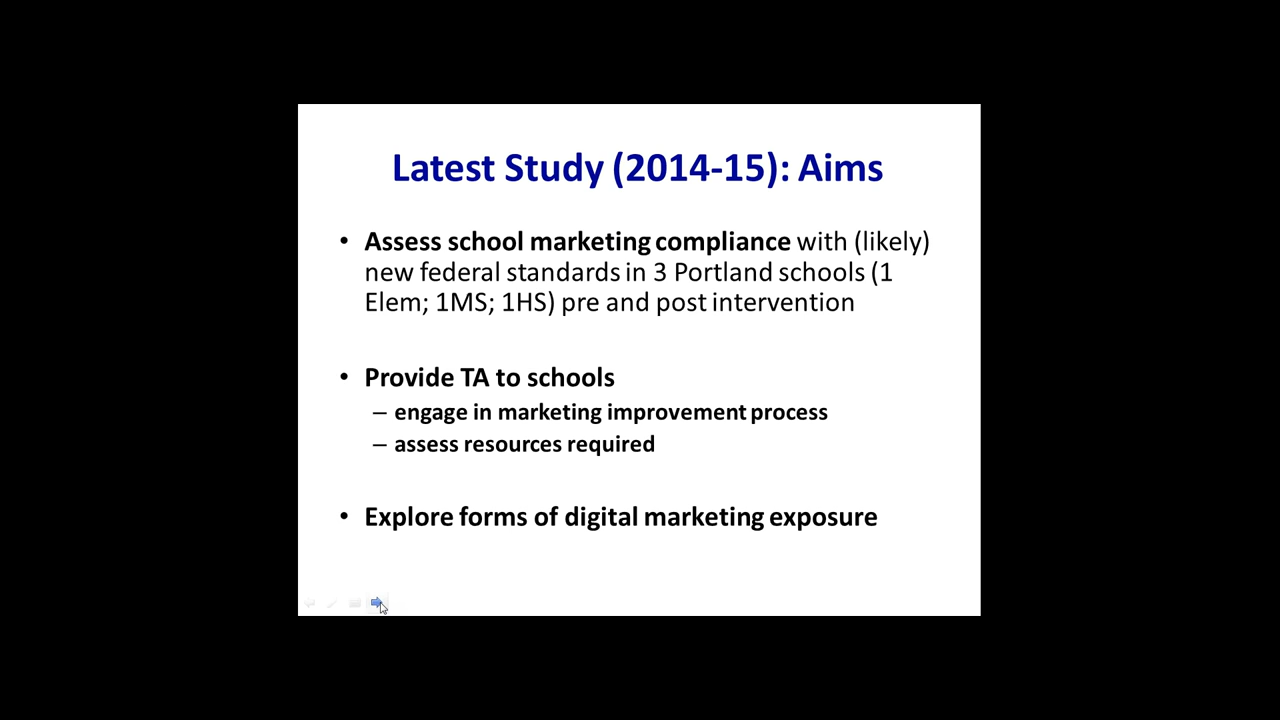 Latest Study (2014-15): Aims
• Assess school marketing compliance with (likely)
new federal standards in 3 Portland schools (1
Elem; 1MS; 1HS) pre and post intervention
• Provide TA to schools
– engage in marketing improvement process
– assess resources required
• Explore forms of digital marketing exposure